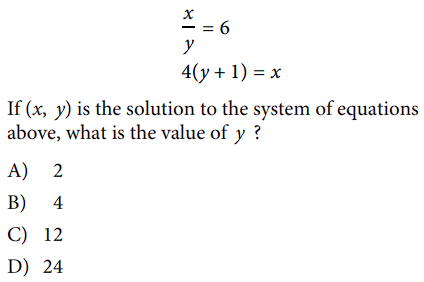 x/y = 6
4(y + 1) = x
If (x, y) is the solution to the system of equations
above, what is the value of y ?
A) 2
B) 4
C) 12
D) 24